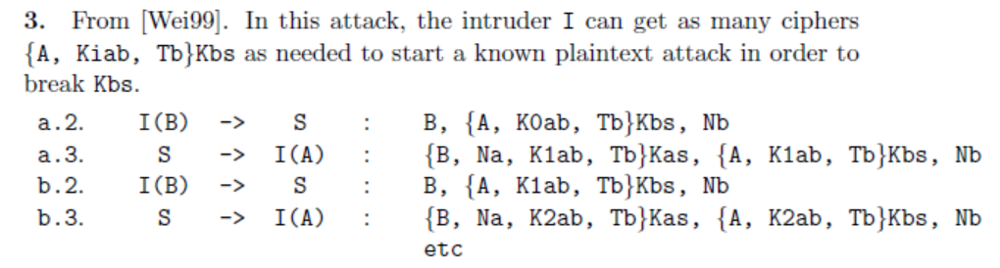 3. From [Wei99]. In this attack, the intruder I can get as many ciphers
{A, Kiab, Tb}Kbs as needed to start a known plaintext attack in order to
break Kbs.
a.2. I(B) -> S : B, {A, K0ab, Tb}Kbs, Nb
a.3. S -> I(A) : {B, Na, K1ab, Tb}Kas, {A, K1ab, Tb}Kbs, Nb
b.2. I(B) -> S : B, {A, K1ab, Tb}Kbs, Nb
b.3. S -> I(A) : {B, Na, K2ab, Tb}Kas, {A, K2ab, Tb}Kbs, Nb
etc